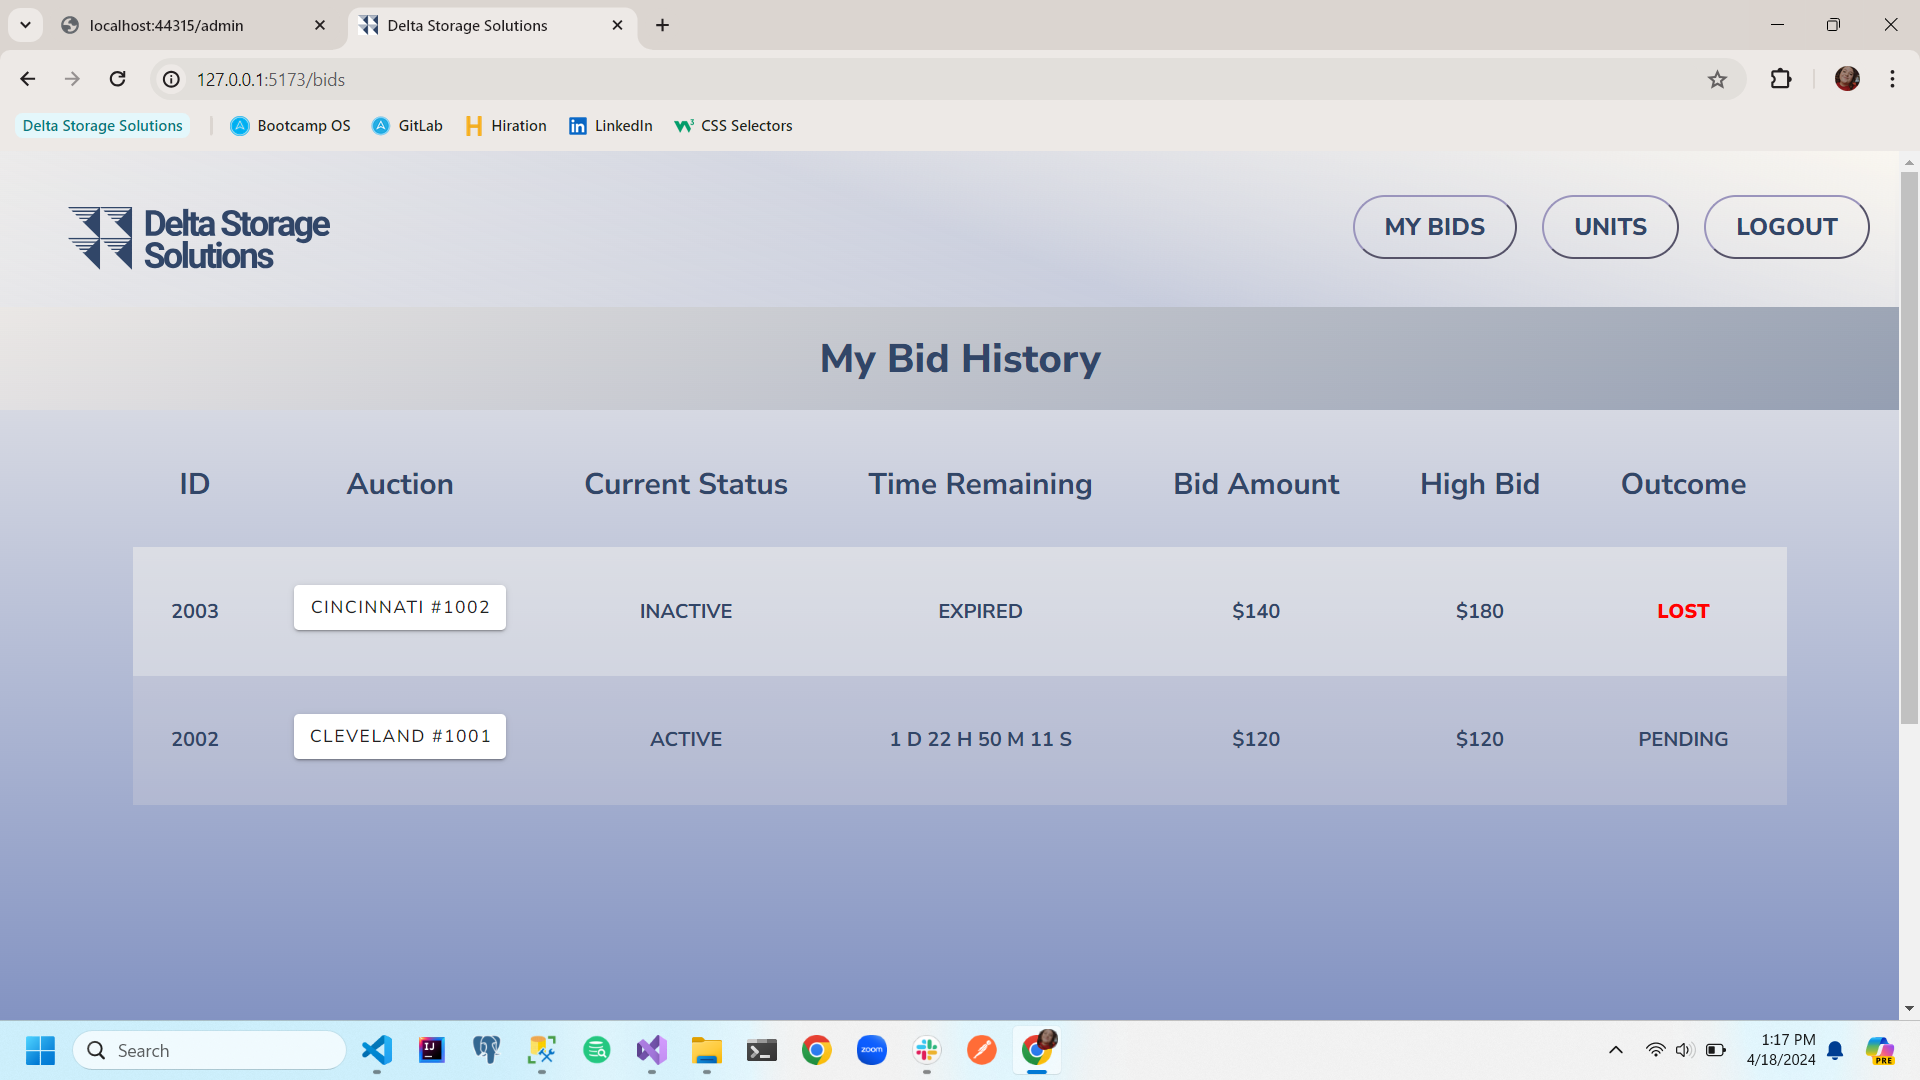 localhost:44315/admin
Delta Storage Solutions
127.0.0.1:5173/bids
Delta Storage Solutions
Bootcamp OS
GitLab
Hiration
LinkedIn
CSS Selectors
Delta Storage
Solutions
MY BIDS
UNITS
LOGOUT
My Bid History
ID Auction Current Status Time Remaining Bid Amount High Bid Outcome
2003 CINCINNATI #1002 INACTIVE EXPIRED $140 $180 LOST
2002 CLEVELAND #1001 ACTIVE 1 D 22 H 50 M 11 S $120 $120 PENDING
Search
IJ
zoom
1:17 PM
4/18/2024
PRE